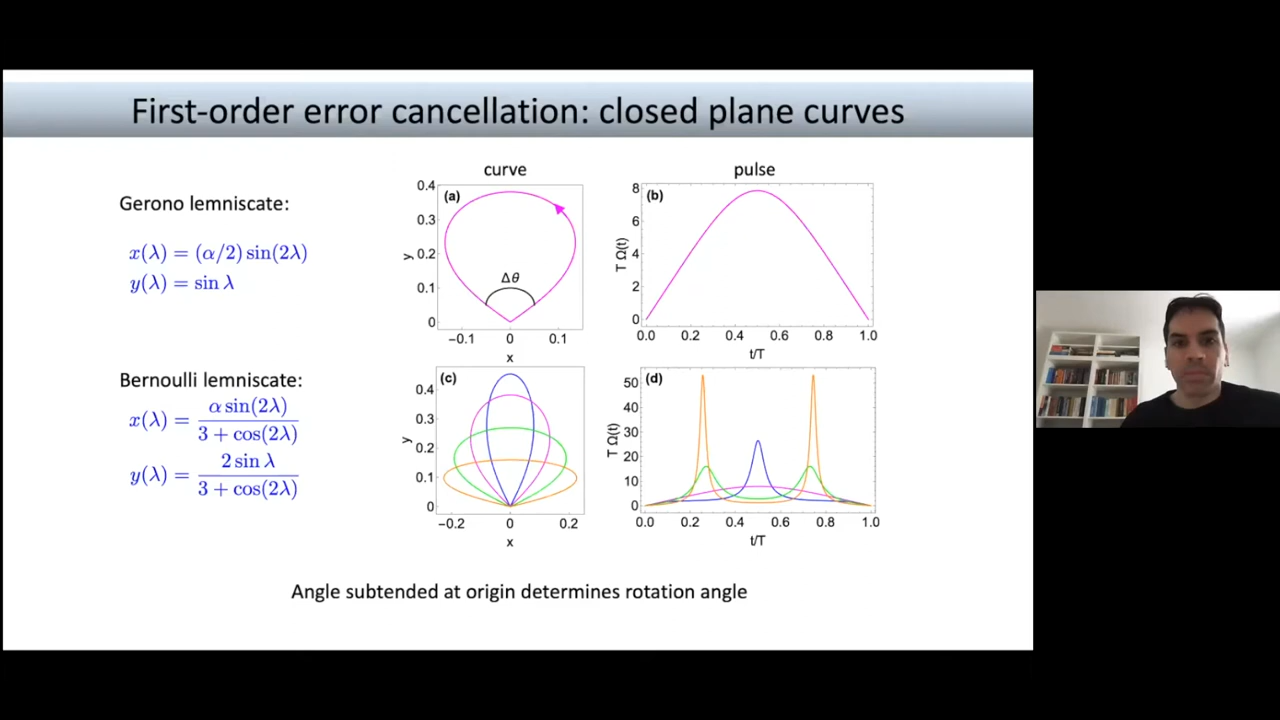 First-order error cancellation: closed plane curves
Gerono lemniscate:
x(λ) = (α/2) sin(2λ)
y(λ) = sin λ
Bernoulli lemniscate:
x(λ) = α sin(2λ) / 3 + cos(2λ)
y(λ) = 2 sin λ / 3 + cos(2λ)
curve
(a)
0.4
0.3
0.2
0.1
0
y
Δθ
−0.1 0 0.1
x
pulse
(b)
8
6
4
2
0
T Ω(t)
0.0 0.2 0.4 0.6 0.8 1.0
t/T
(c)
0.4
0.3
0.2
0.1
0
y
−0.2 0 0.2
x
(d)
50
40
30
20
10
0
T Ω(t)
0.0 0.2 0.4 0.6 0.8 1.0
t/T
Angle subtended at origin determines rotation angle